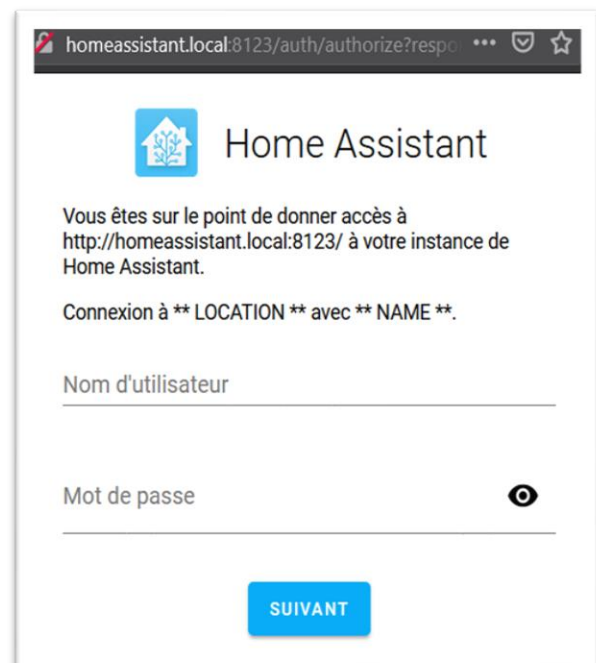 homeassistant.local:8123/auth/authorize?respo
Home Assistant
Vous êtes sur le point de donner accès à
http://homeassistant.local:8123/ à votre instance de
Home Assistant.
Connexion à ** LOCATION ** avec ** NAME **.
Nom d'utilisateur
Mot de passe
SUIVANT